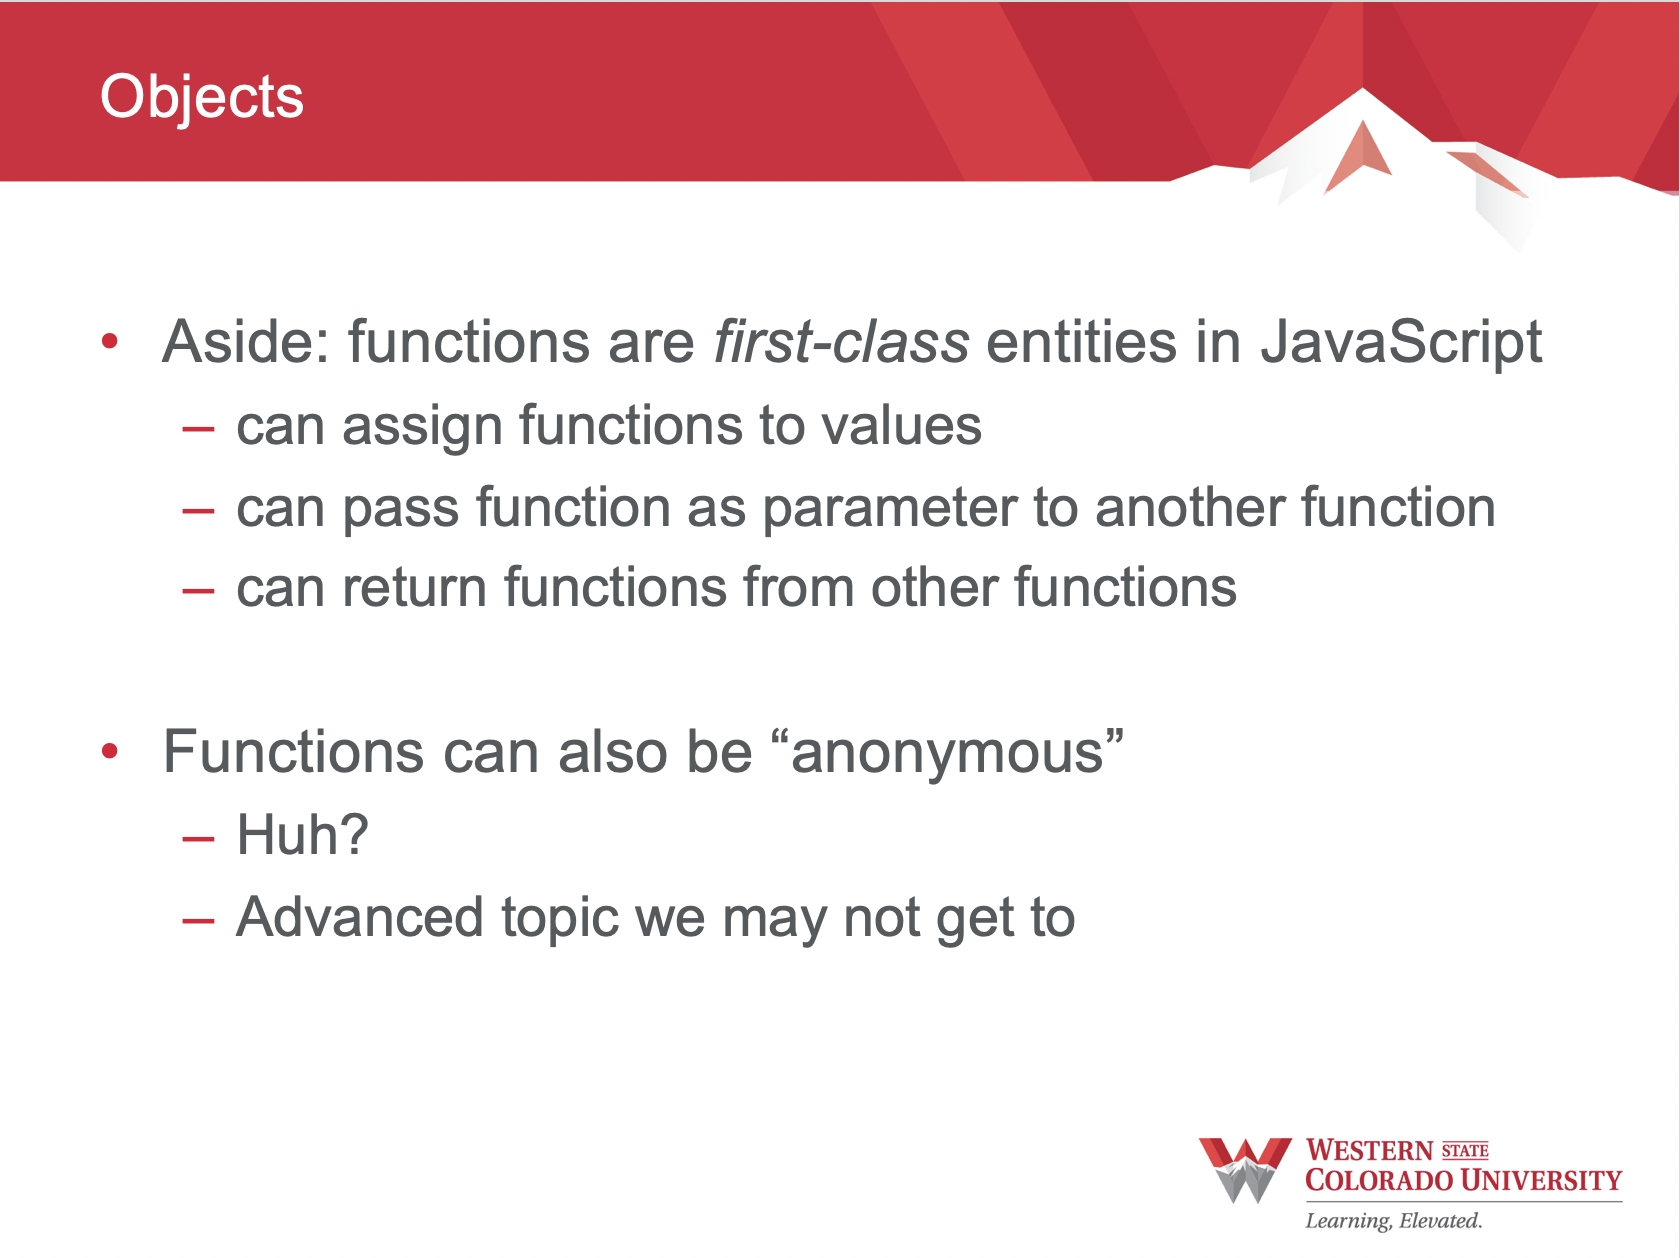 Objects
• Aside: functions are first-class entities in JavaScript
– can assign functions to values
– can pass function as parameter to another function
– can return functions from other functions
• Functions can also be “anonymous”
– Huh?
– Advanced topic we may not get to
WESTERN STATE
COLORADO UNIVERSITY
Learning, Elevated.